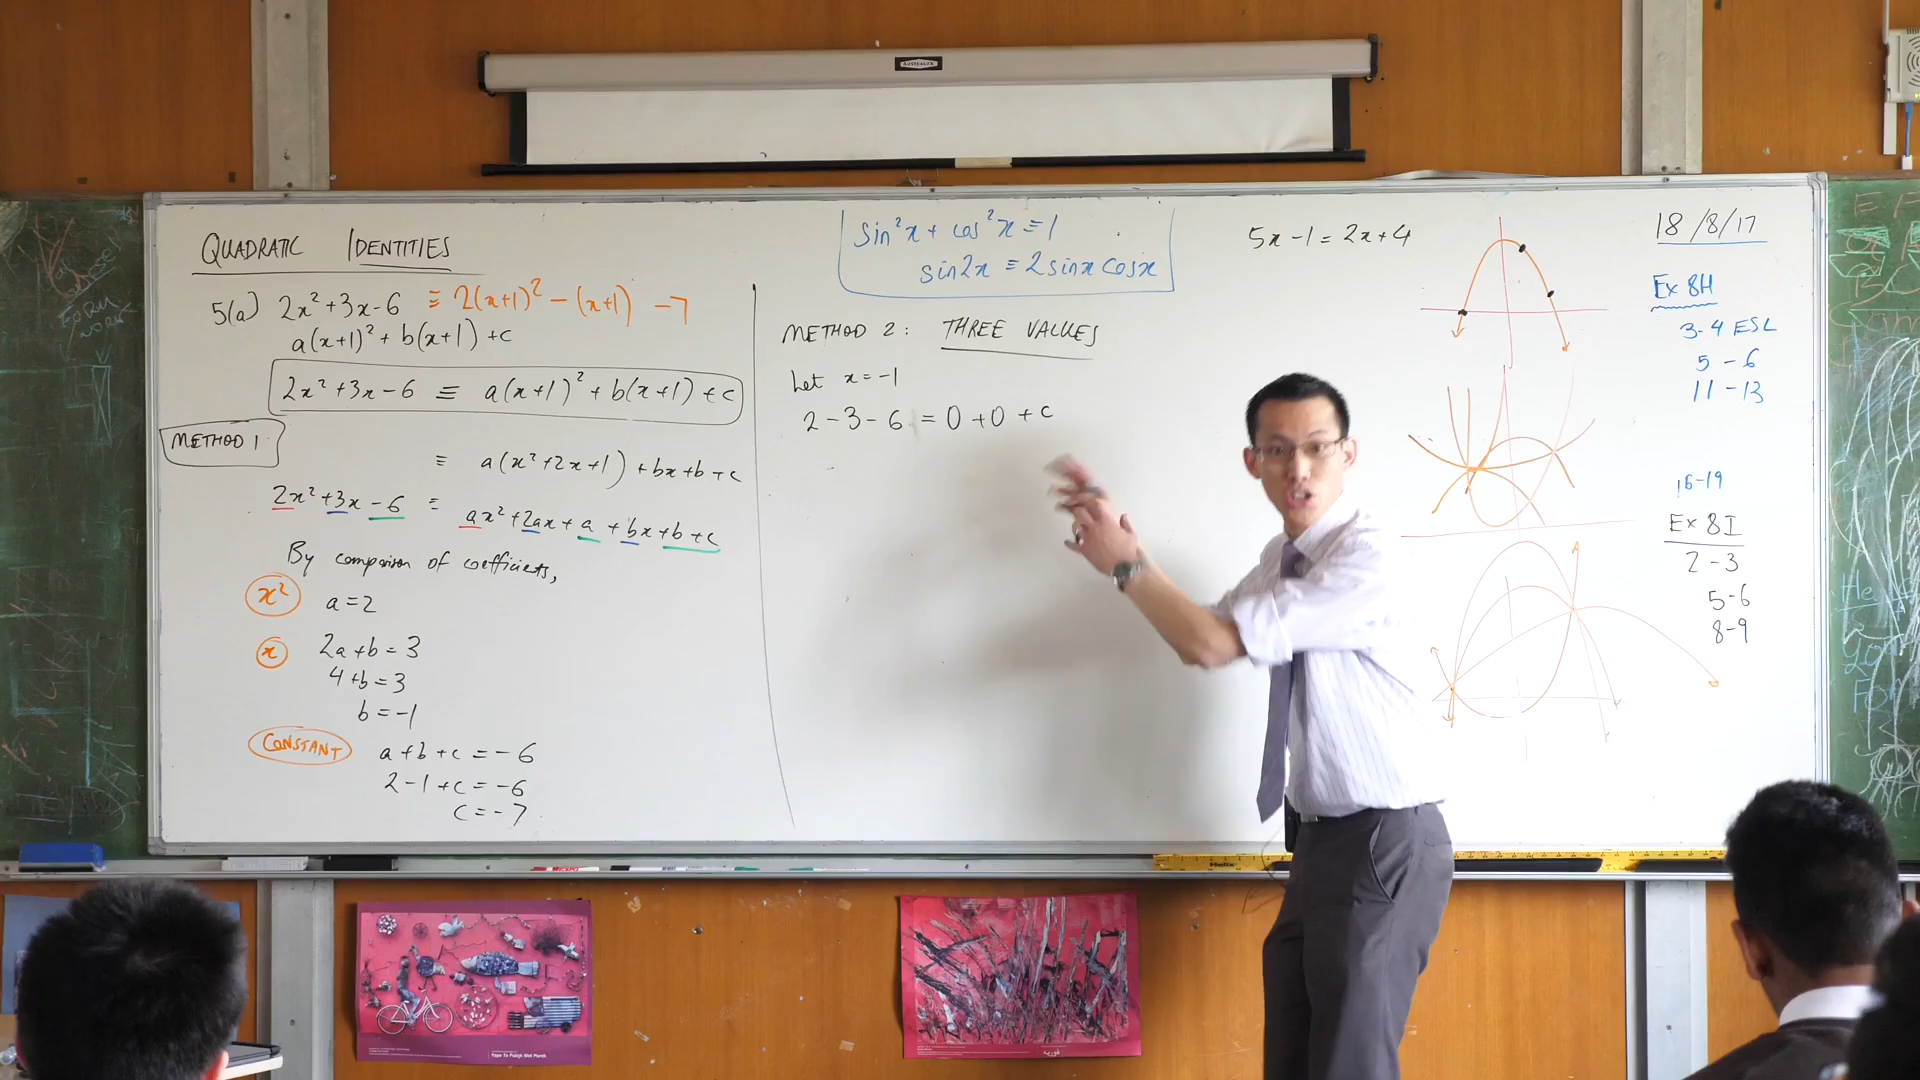 AUSTRALEX
QUADRATIC IDENTITIES
5(a) 2x² + 3x - 6 ≡ 2(x+1)² - (x+1) - 7
a(x+1)² + b(x+1) + c
2x² + 3x - 6 ≡ a(x+1)² + b(x+1) + c
METHOD 1
≡ a(x² + 2x + 1) + bx + b + c
2x² + 3x - 6 ≡ ax² + 2ax + a + bx + b + c
By comparison of coefficients,
x² a = 2
x 2a + b = 3
4 + b = 3
b = -1
CONSTANT a + b + c = -6
2 - 1 + c = -6
c = -7
sin²x + cos²x ≡ 1
sin2x ≡ 2sinx cosx
METHOD 2: THREE VALUES
Let x = -1
2 - 3 - 6 = 0 + 0 + c
5x - 1 = 2x + 4
18/8/17
Ex 8H
3-4 ESL
5 - 6
11 - 13
16-19
Ex 8I
2 - 3
5-6
8-9